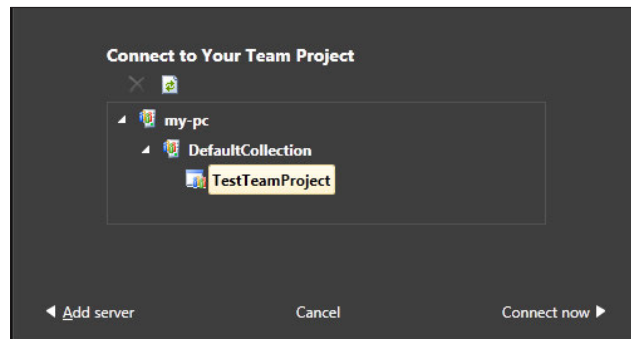 Connect to Your Team Project
my-pc
DefaultCollection
TestTeamProject
Add server
Cancel
Connect now